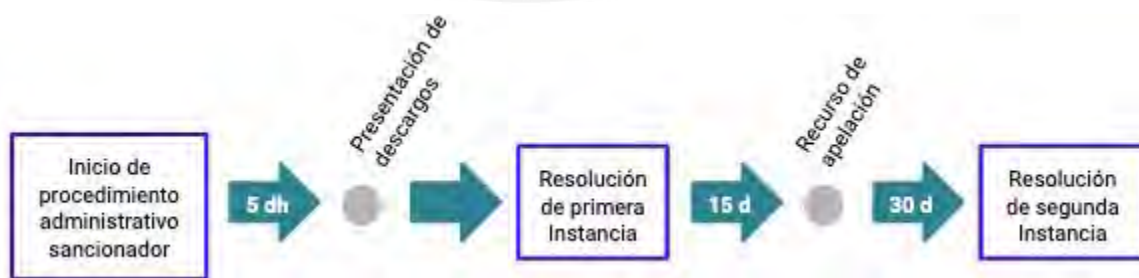 Inicio de
procedimiento
administrativo
sancionador
5 dh
Presentación de
descargos
Resolución
de primera
Instancia
15 d
Recurso de
apelación
30 d
Resolución
de segunda
Instancia